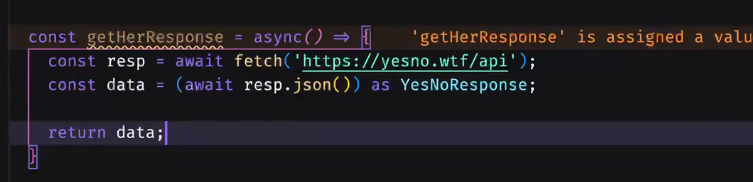 const getHerResponse = async() => {    'getHerResponse' is assigned a valu
const resp = await fetch('https://yesno.wtf/api');
const data = (await resp.json()) as YesNoResponse;
return data;
}